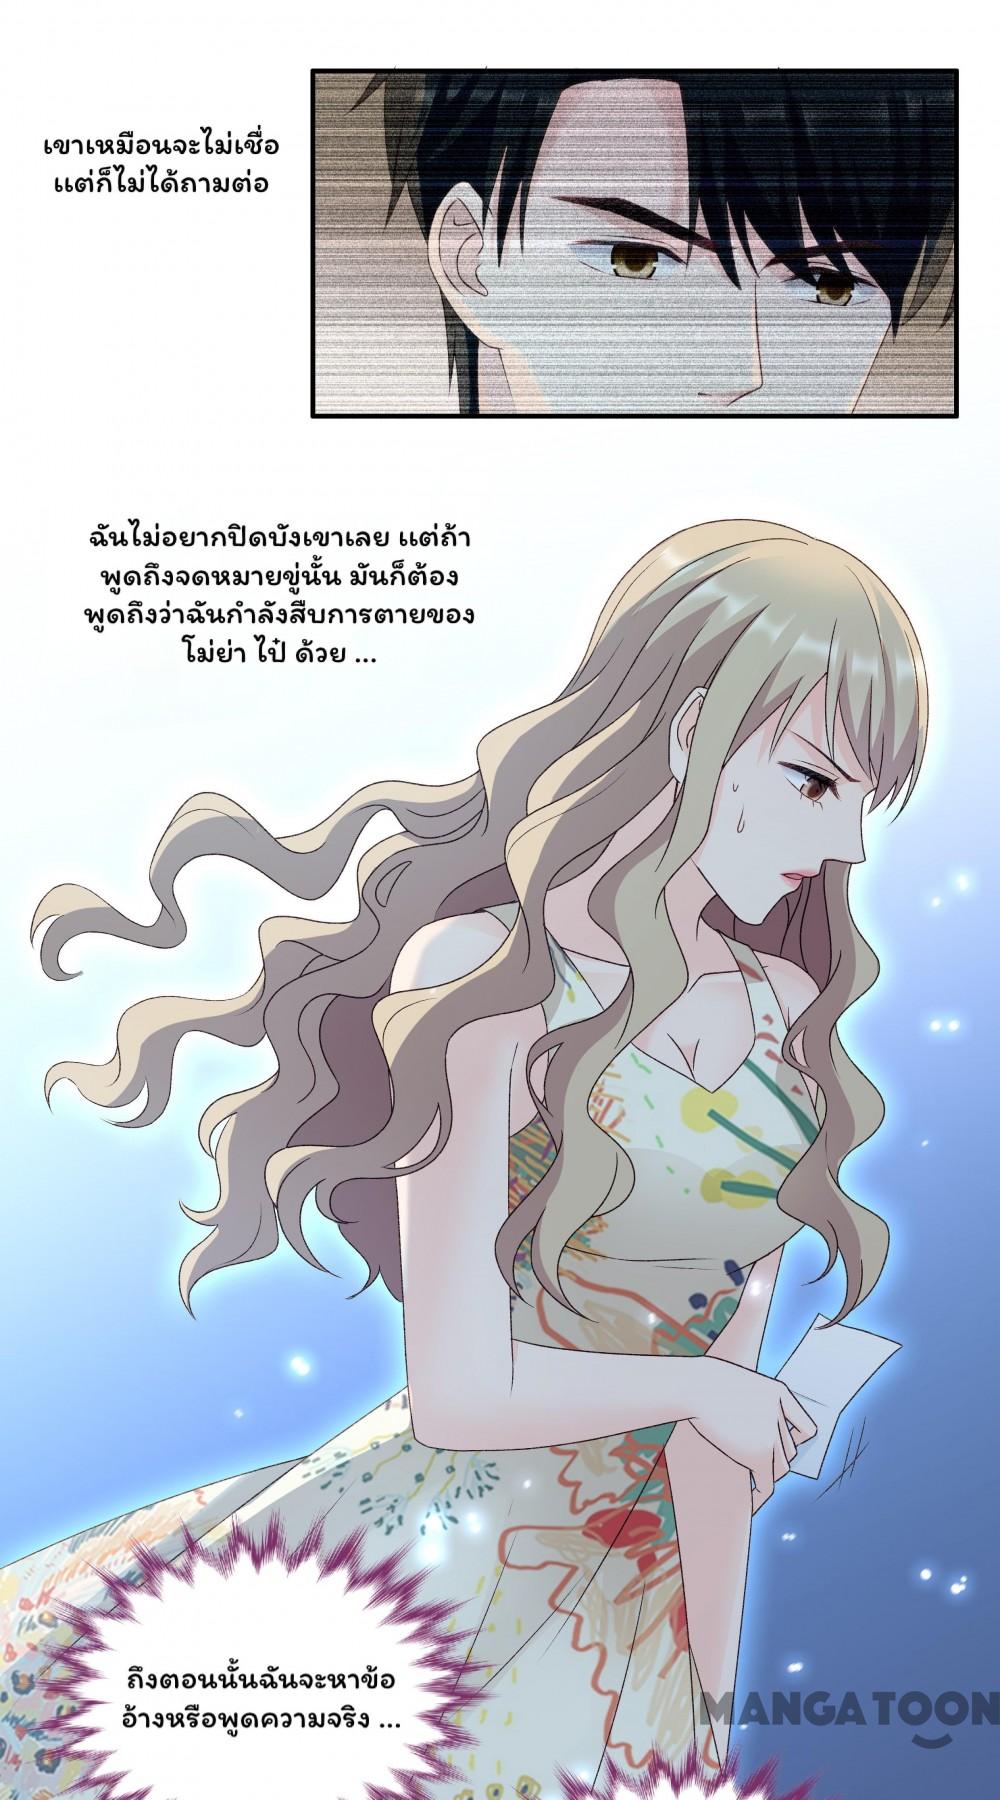 เขาเหมือนจะไม่เชื่อ
แต่ก็ไม่ได้ถามต่อ
ฉันไม่อยากปิดบังเขาเลย แต่ถ้า
พูดถึงจดหมายขู่นั้น มันก็ต้อง
พูดถึงว่าฉันกำลังสืบการตายของ
โม่ย่า ไป๋ ด้วย ...
ถึงตอนนั้นฉันจะหาข้อ
อ้างหรือพูดความจริง ...
MANGATOON